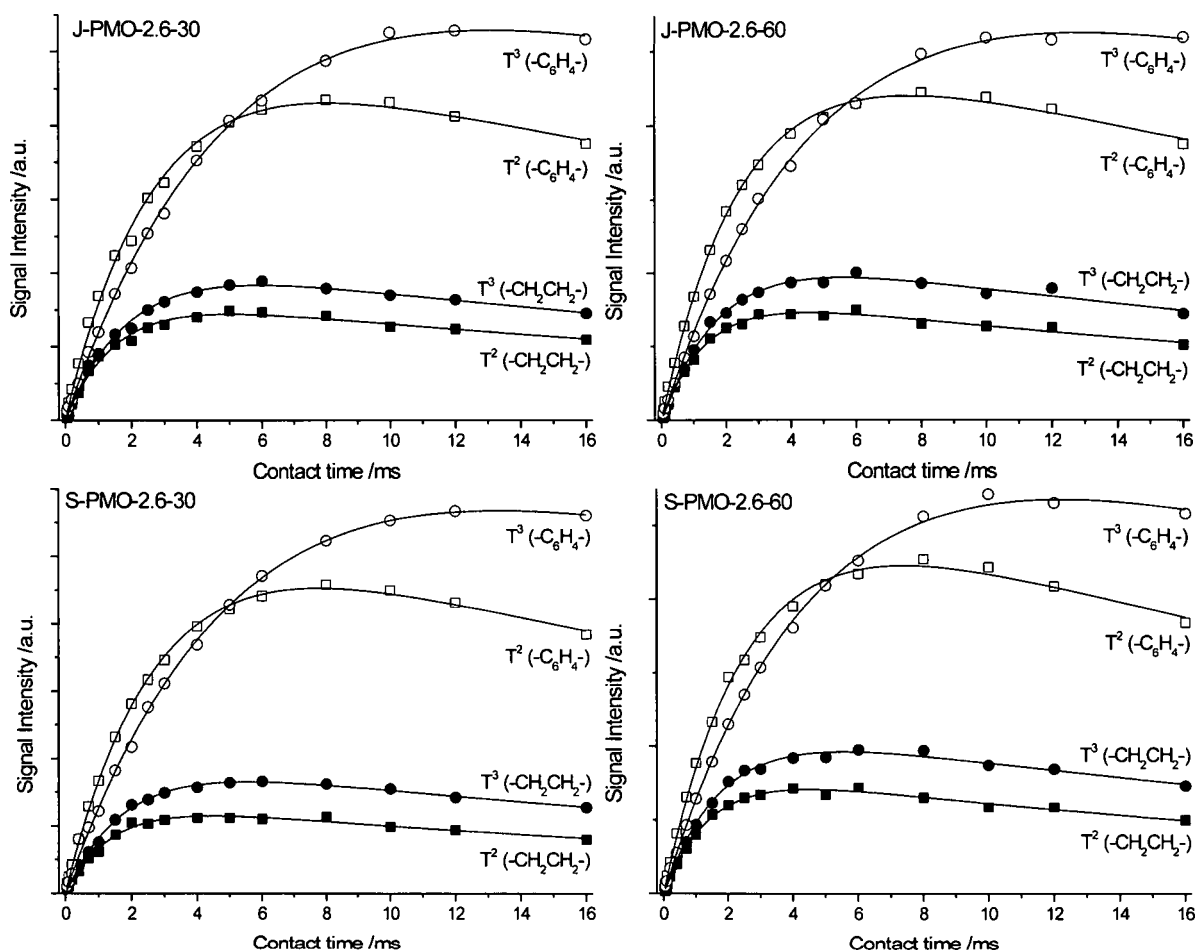 J-PMO-2.6-30
Signal Intensity /a.u.
T³ (-C₆H₄-)
T² (-C₆H₄-)
T³ (-CH₂CH₂-)
T² (-CH₂CH₂-)
0 2 4 6 8 10 12 14 16
Contact time /ms
J-PMO-2.6-60
Signal Intensity /a.u.
T³ (-C₆H₄-)
T² (-C₆H₄-)
T³ (-CH₂CH₂-)
T² (-CH₂CH₂-)
0 2 4 6 8 10 12 14 16
Contact time /ms
S-PMO-2.6-30
Signal Intensity /a.u.
T³ (-C₆H₄-)
T² (-C₆H₄-)
T³ (-CH₂CH₂-)
T² (-CH₂CH₂-)
0 2 4 6 8 10 12 14 16
Contact time /ms
S-PMO-2.6-60
Signal Intensity /a.u.
T³ (-C₆H₄-)
T² (-C₆H₄-)
T³ (-CH₂CH₂-)
T² (-CH₂CH₂-)
0 2 4 6 8 10 12 14 16
Contact time /ms